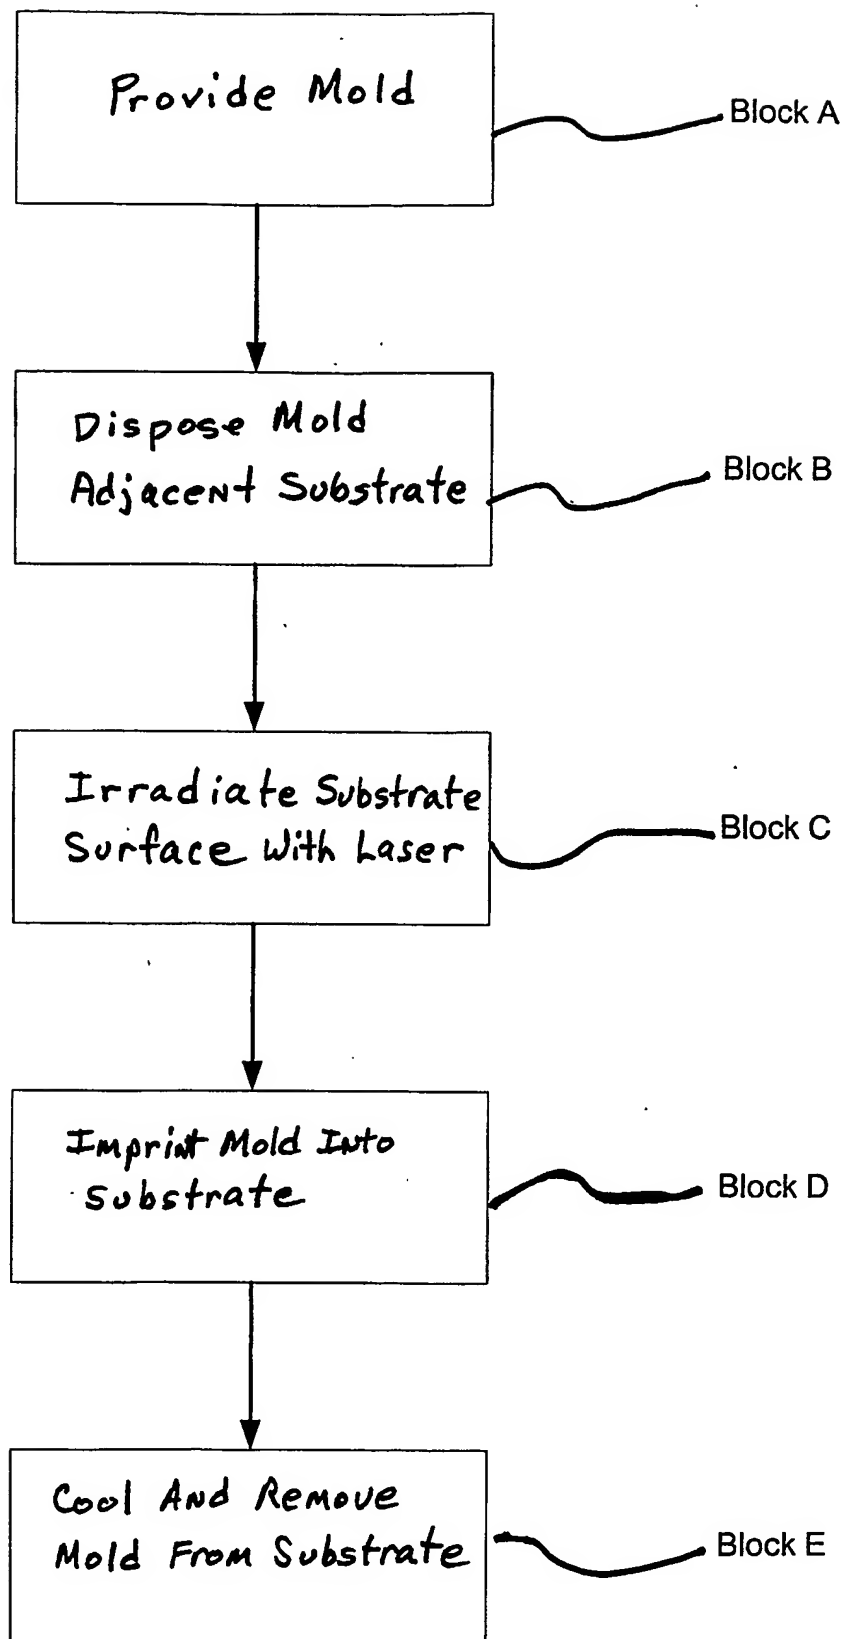 Provide Mold
Block A
Dispose Mold
Adjacent Substrate
Block B
Irradiate Substrate
Surface With Laser
Block C
Imprint Mold Into
Substrate
Block D
Cool And Remove
Mold From Substrate
Block E